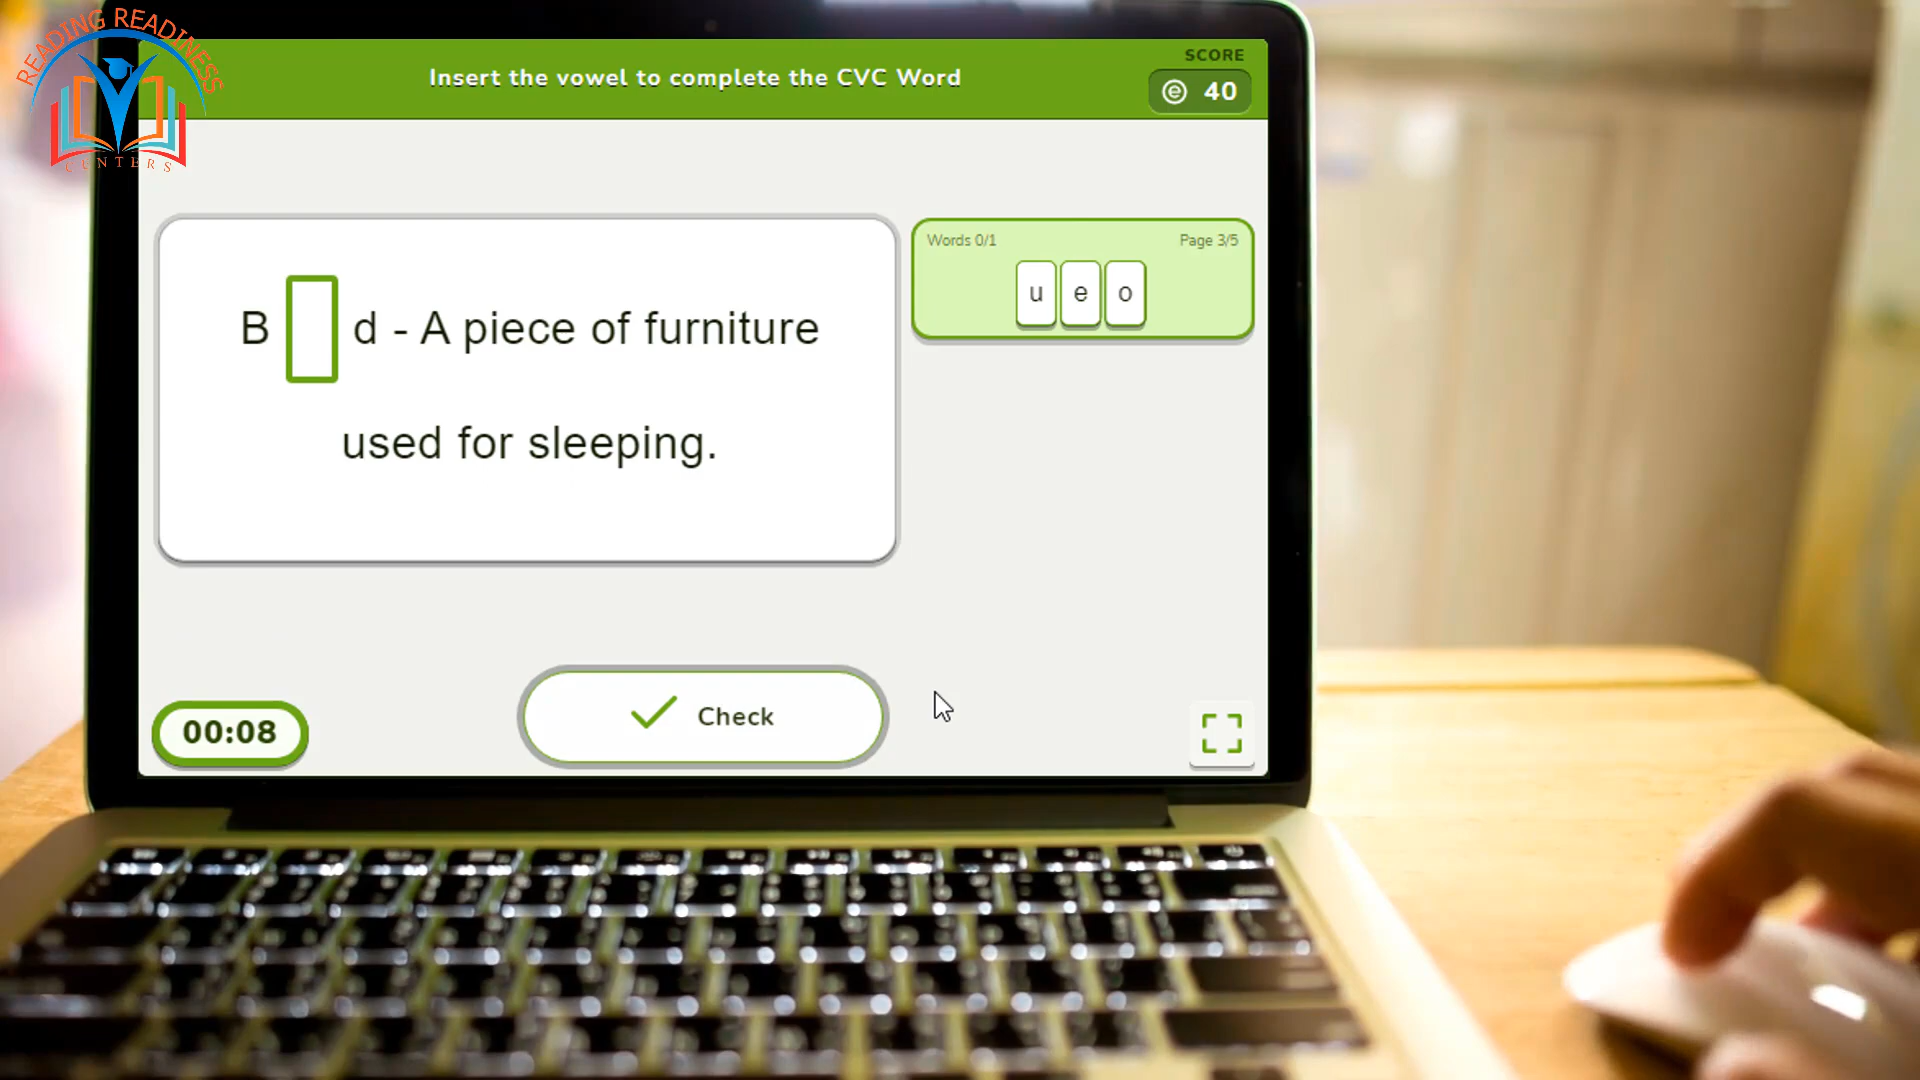 READING READINESS
CENTERS
Insert the vowel to complete the CVC Word
SCORE
e 40
Words 0/1
Page 3/5
u e o
B d - A piece of furniture
used for sleeping.
Check
00:08